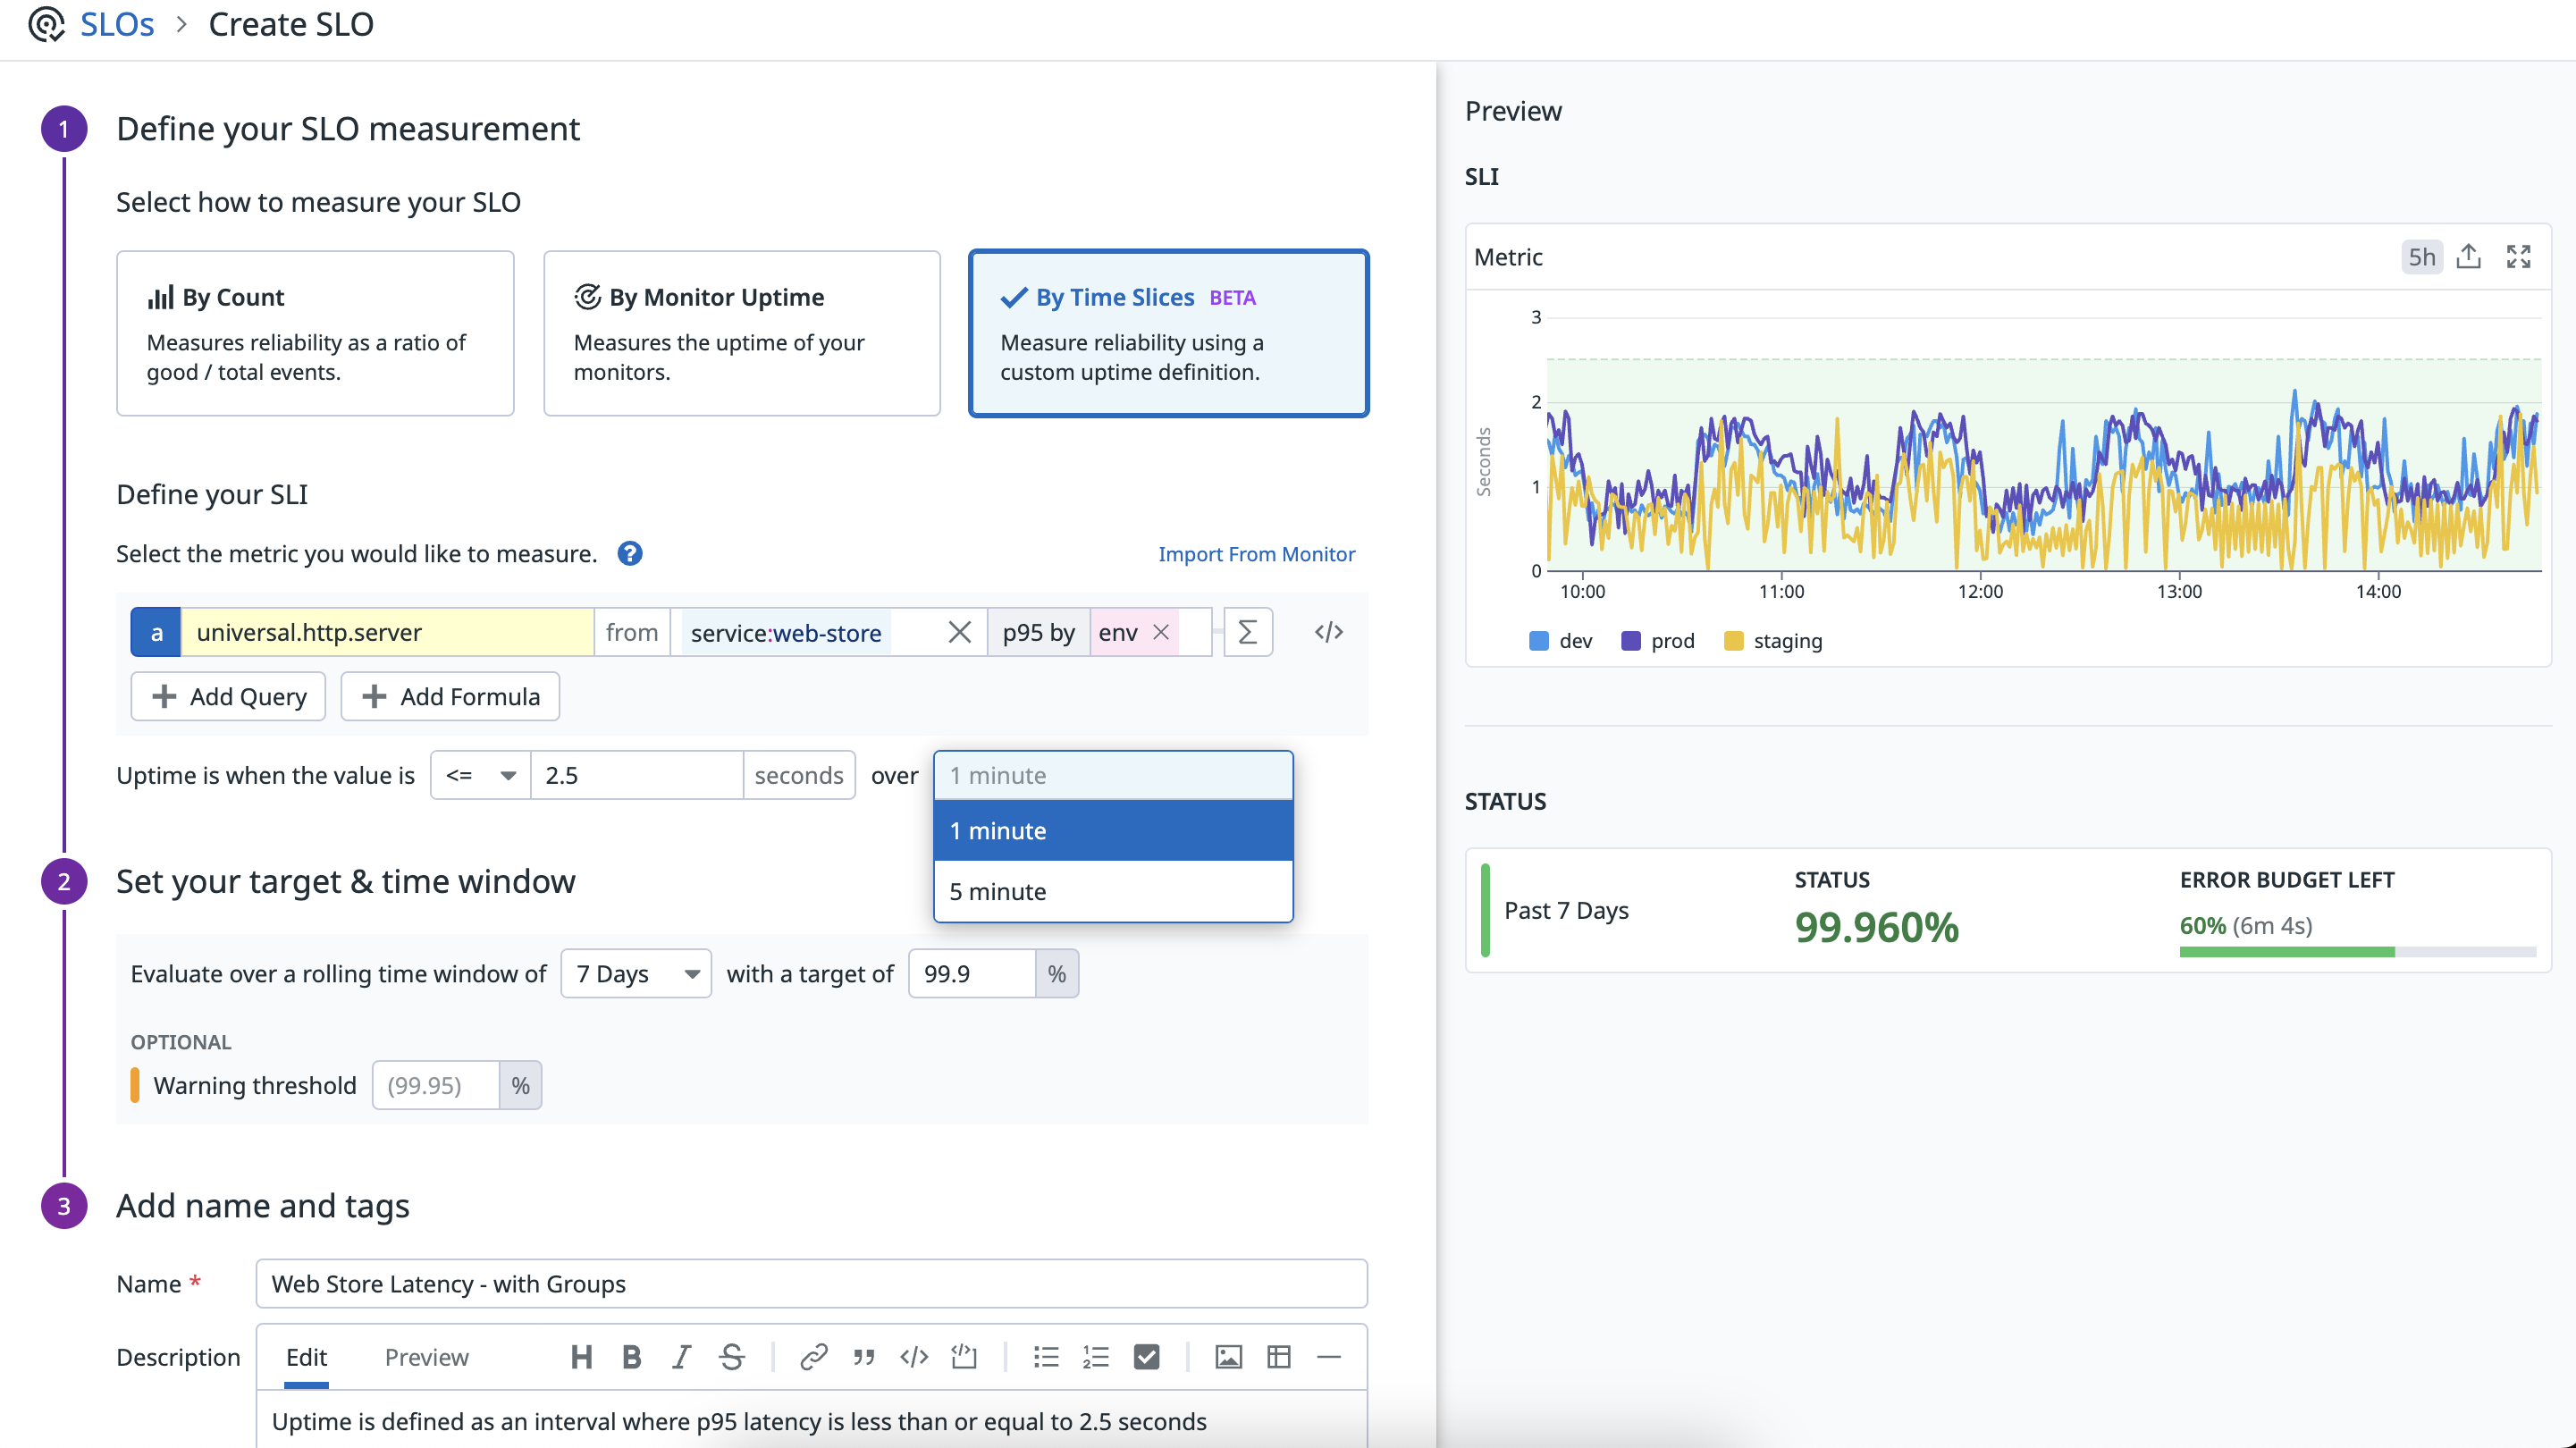 SLOs > Create SLO
1 Define your SLO measurement
Select how to measure your SLO
By Count
Measures reliability as a ratio of
good / total events.
By Monitor Uptime
Measures the uptime of your
monitors.
By Time Slices BETA
Measure reliability using a
custom uptime definition.
Define your SLI
Select the metric you would like to measure. ?
Import From Monitor
a universal.http.server from service:web-store p95 by env Σ </>
+ Add Query + Add Formula
Uptime is when the value is <= 2.5 seconds over 1 minute
1 minute
5 minute
2 Set your target & time window
Evaluate over a rolling time window of 7 Days with a target of 99.9 %
OPTIONAL
Warning threshold (99.95) %
3 Add name and tags
Name * Web Store Latency - with Groups
Description Edit Preview H B I S
Uptime is defined as an interval where p95 latency is less than or equal to 2.5 seconds
Preview
SLI
Metric 5h
3
2
1
0
Seconds
10:00 11:00 12:00 13:00 14:00
dev prod staging
STATUS
Past 7 Days
STATUS
99.960%
ERROR BUDGET LEFT
60% (6m 4s)